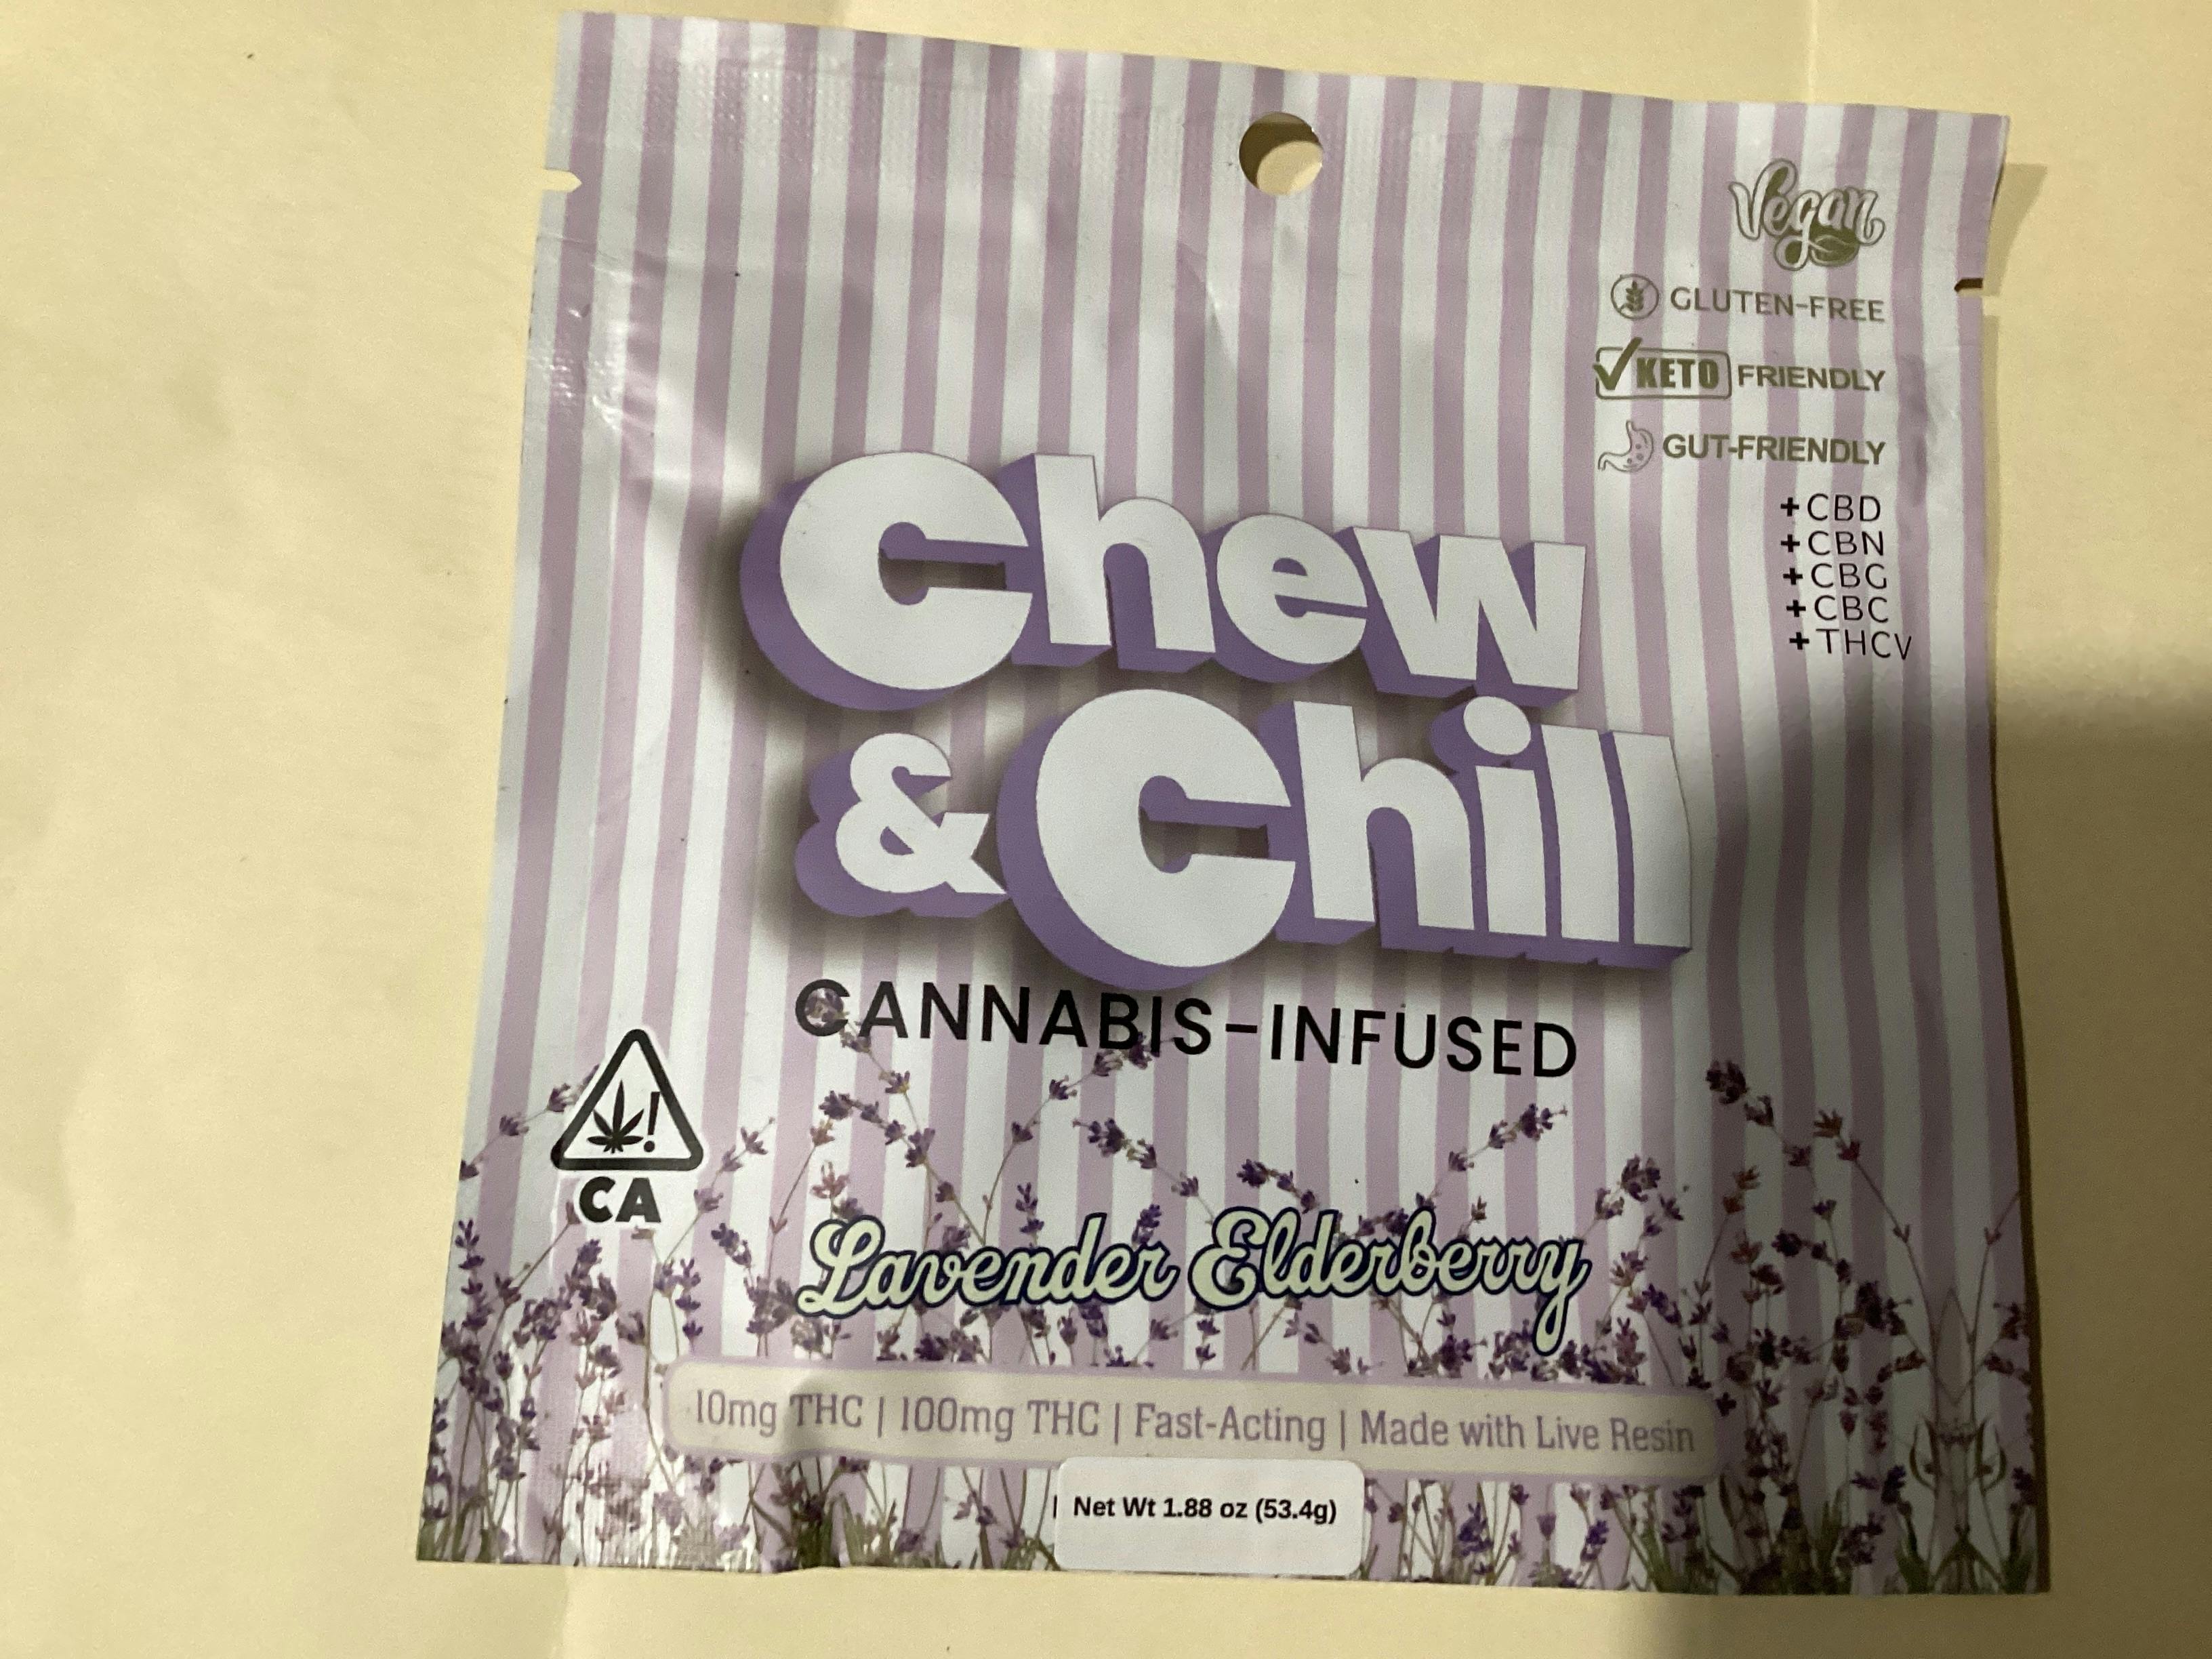 Vegan
GLUTEN-FREE
KETO FRIENDLY
GUT-FRIENDLY
+CBD
+CBN
+CBG
+CBC
+THCV
Chew
& Chill
CANNABIS-INFUSED
!
CA
Lavender Elderberry
10mg THC | 100mg THC | Fast-Acting | Made with Live Resin
Net Wt 1.88 oz (53.4g)